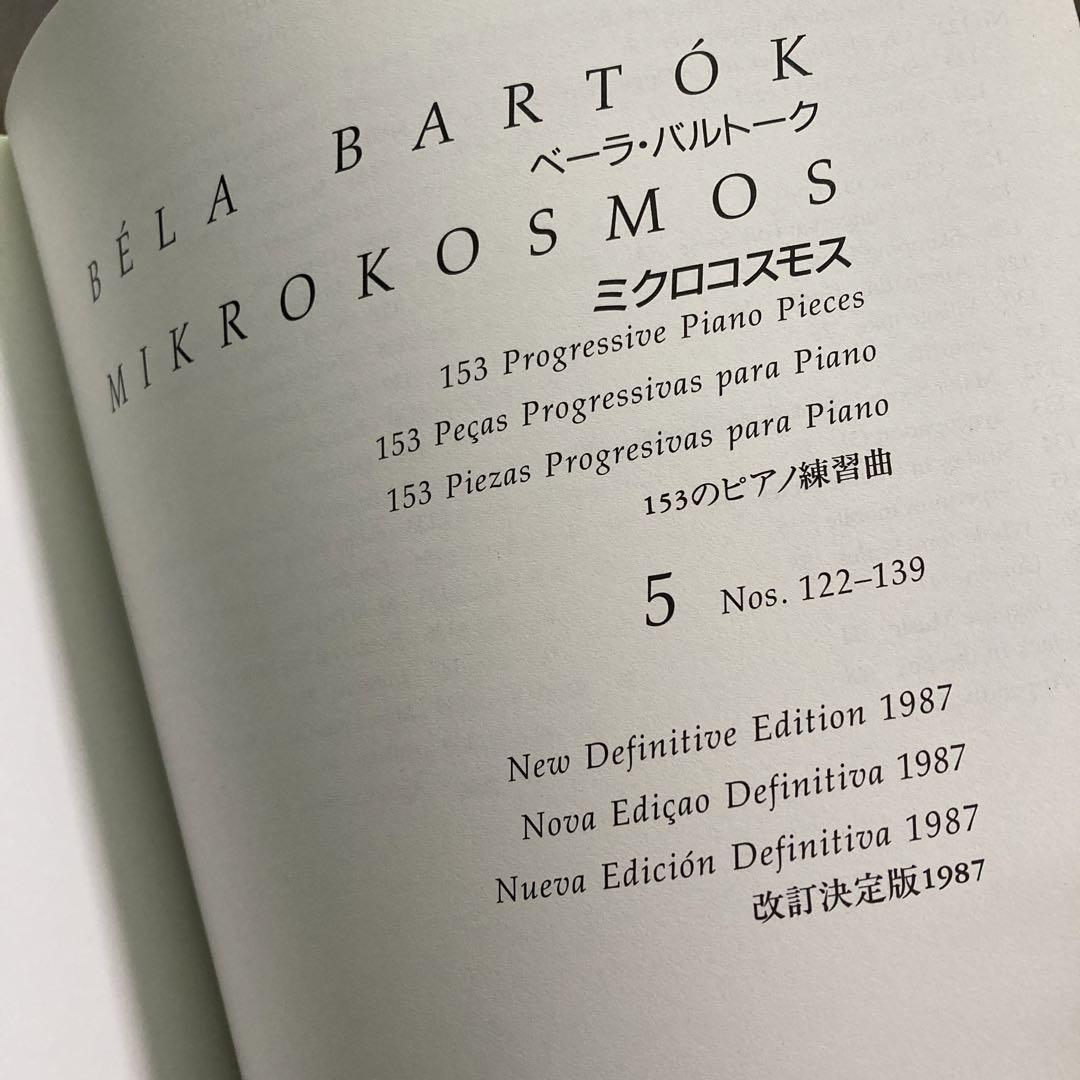 BÉLA BARTÓK
ベーラ・バルトーク
MIKROKOSMOS
ミクロコスモス
153 Progressive Piano Pieces
153 Peças Progressivas para Piano
153 Piezas Progresivas para Piano
153のピアノ練習曲
5 Nos. 122–139
New Definitive Edition 1987
Nova Ediçao Definitiva 1987
Nueva Edición Definitiva 1987
改訂決定版1987